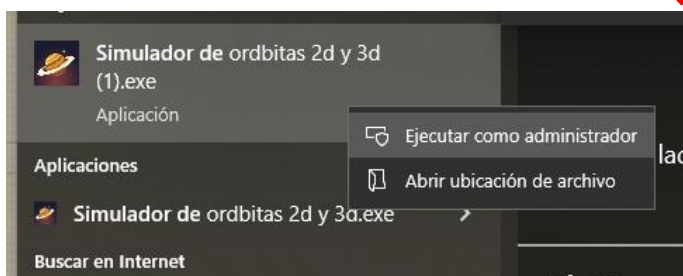 Simulador de ordbitas 2d y 3d
(1).exe
Aplicación
Ejecutar como administrador
Abrir ubicación de archivo
Aplicaciones
Simulador de ordbitas 2d y 3d.exe
Buscar en Internet